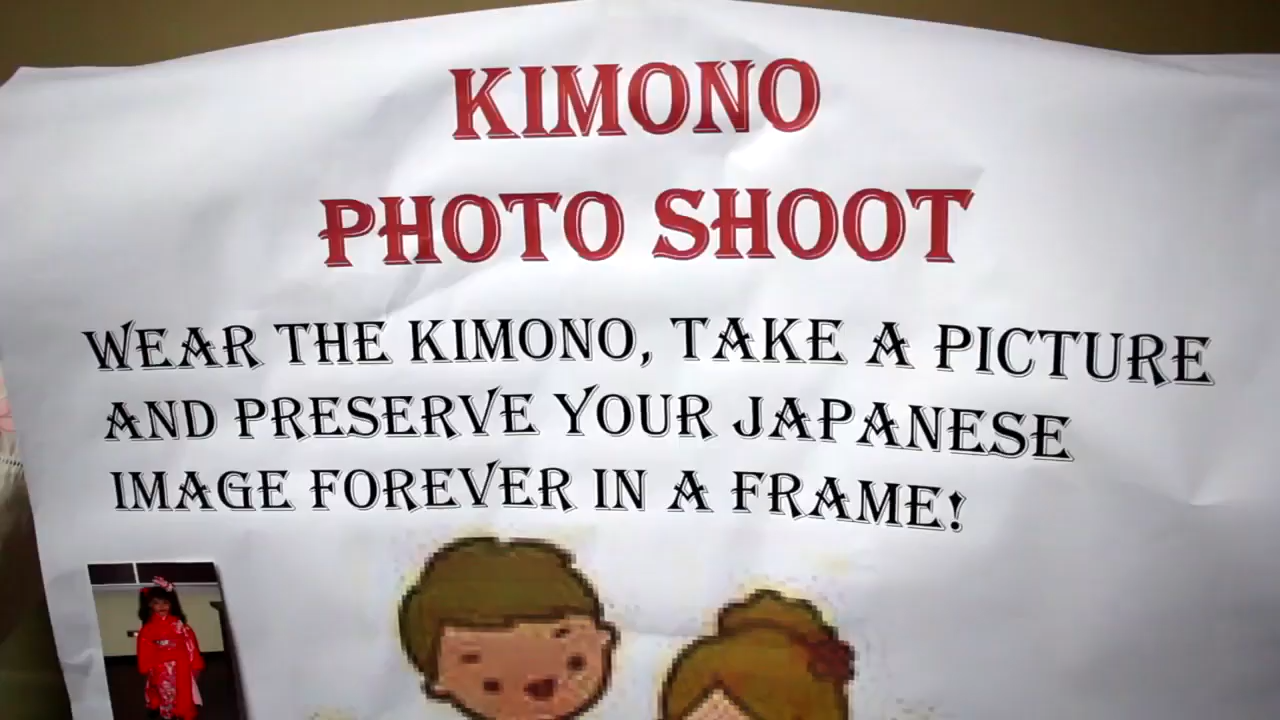 KIMONO
PHOTO SHOOT
WEAR THE KIMONO, TAKE A PICTURE
AND PRESERVE YOUR JAPANESE
IMAGE FOREVER IN A FRAME!